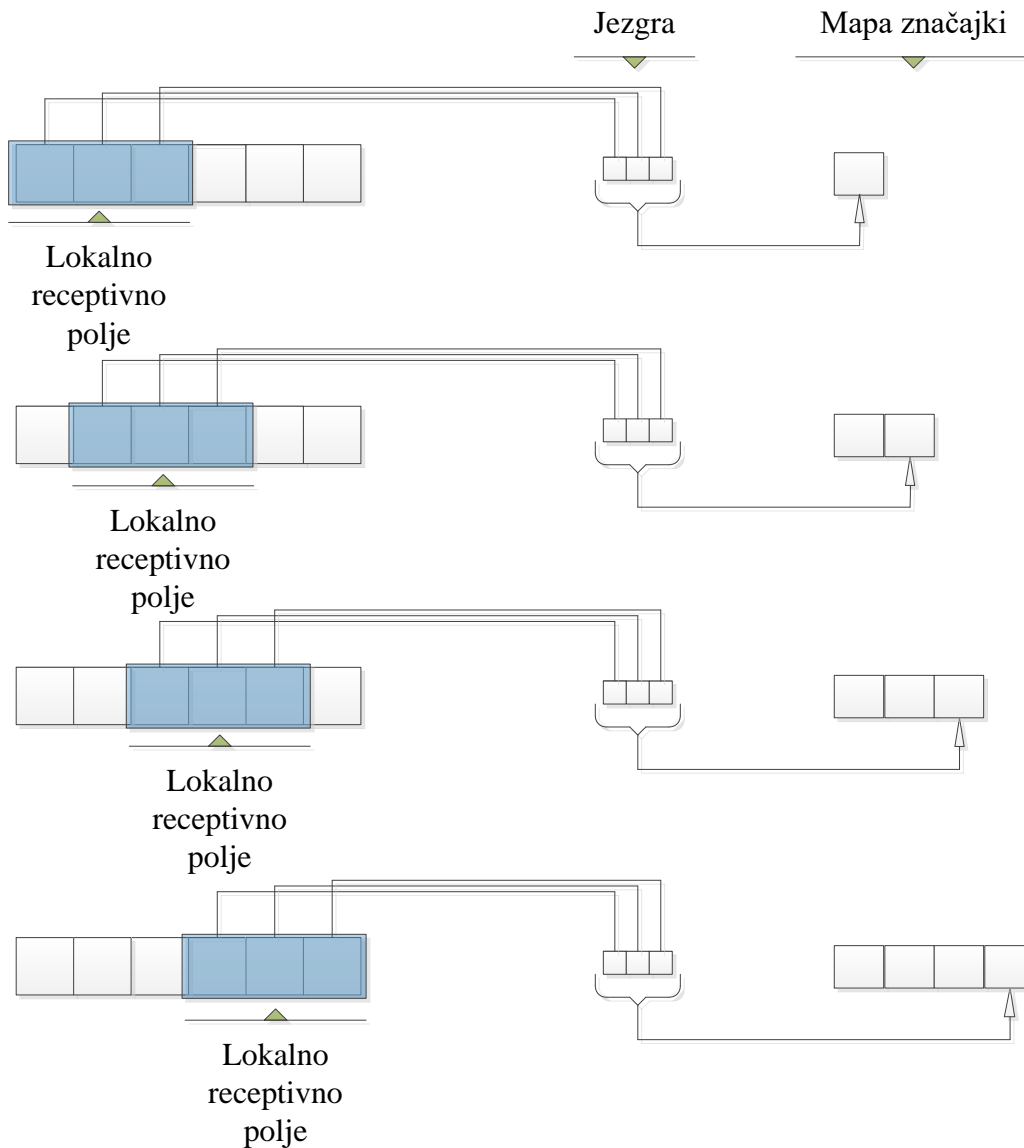 Jezgra
Mapa značajki
Lokalno
receptivno
polje
Lokalno
receptivno
polje
Lokalno
receptivno
polje
Lokalno
receptivno
polje